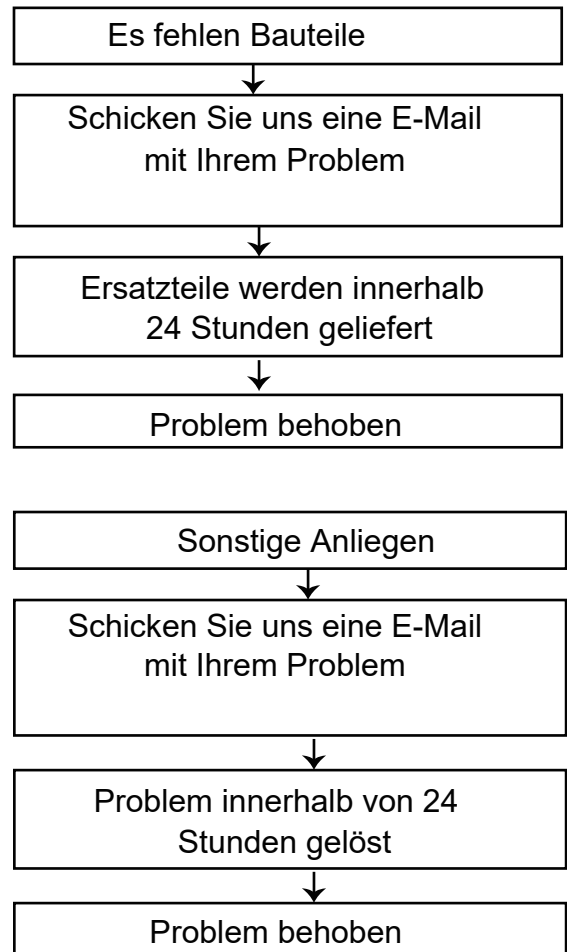 Es fehlen Bauteile
Schicken Sie uns eine E-Mail
mit Ihrem Problem
Ersatzteile werden innerhalb
24 Stunden geliefert
Problem behoben
Sonstige Anliegen
Schicken Sie uns eine E-Mail
mit Ihrem Problem
Problem innerhalb von 24
Stunden gelöst
Problem behoben